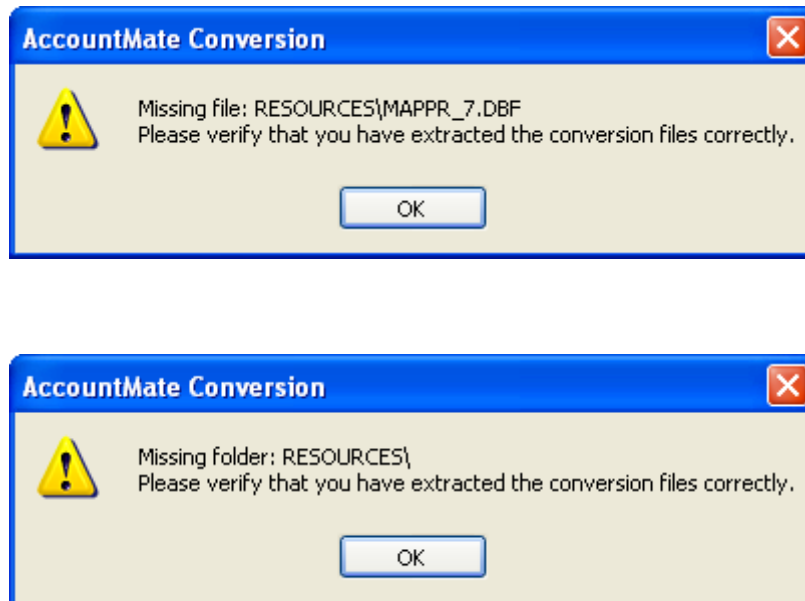 AccountMate Conversion
Missing file: RESOURCES\MAPPR_7.DBF
Please verify that you have extracted the conversion files correctly.
OK
AccountMate Conversion
Missing folder: RESOURCES\
Please verify that you have extracted the conversion files correctly.
OK